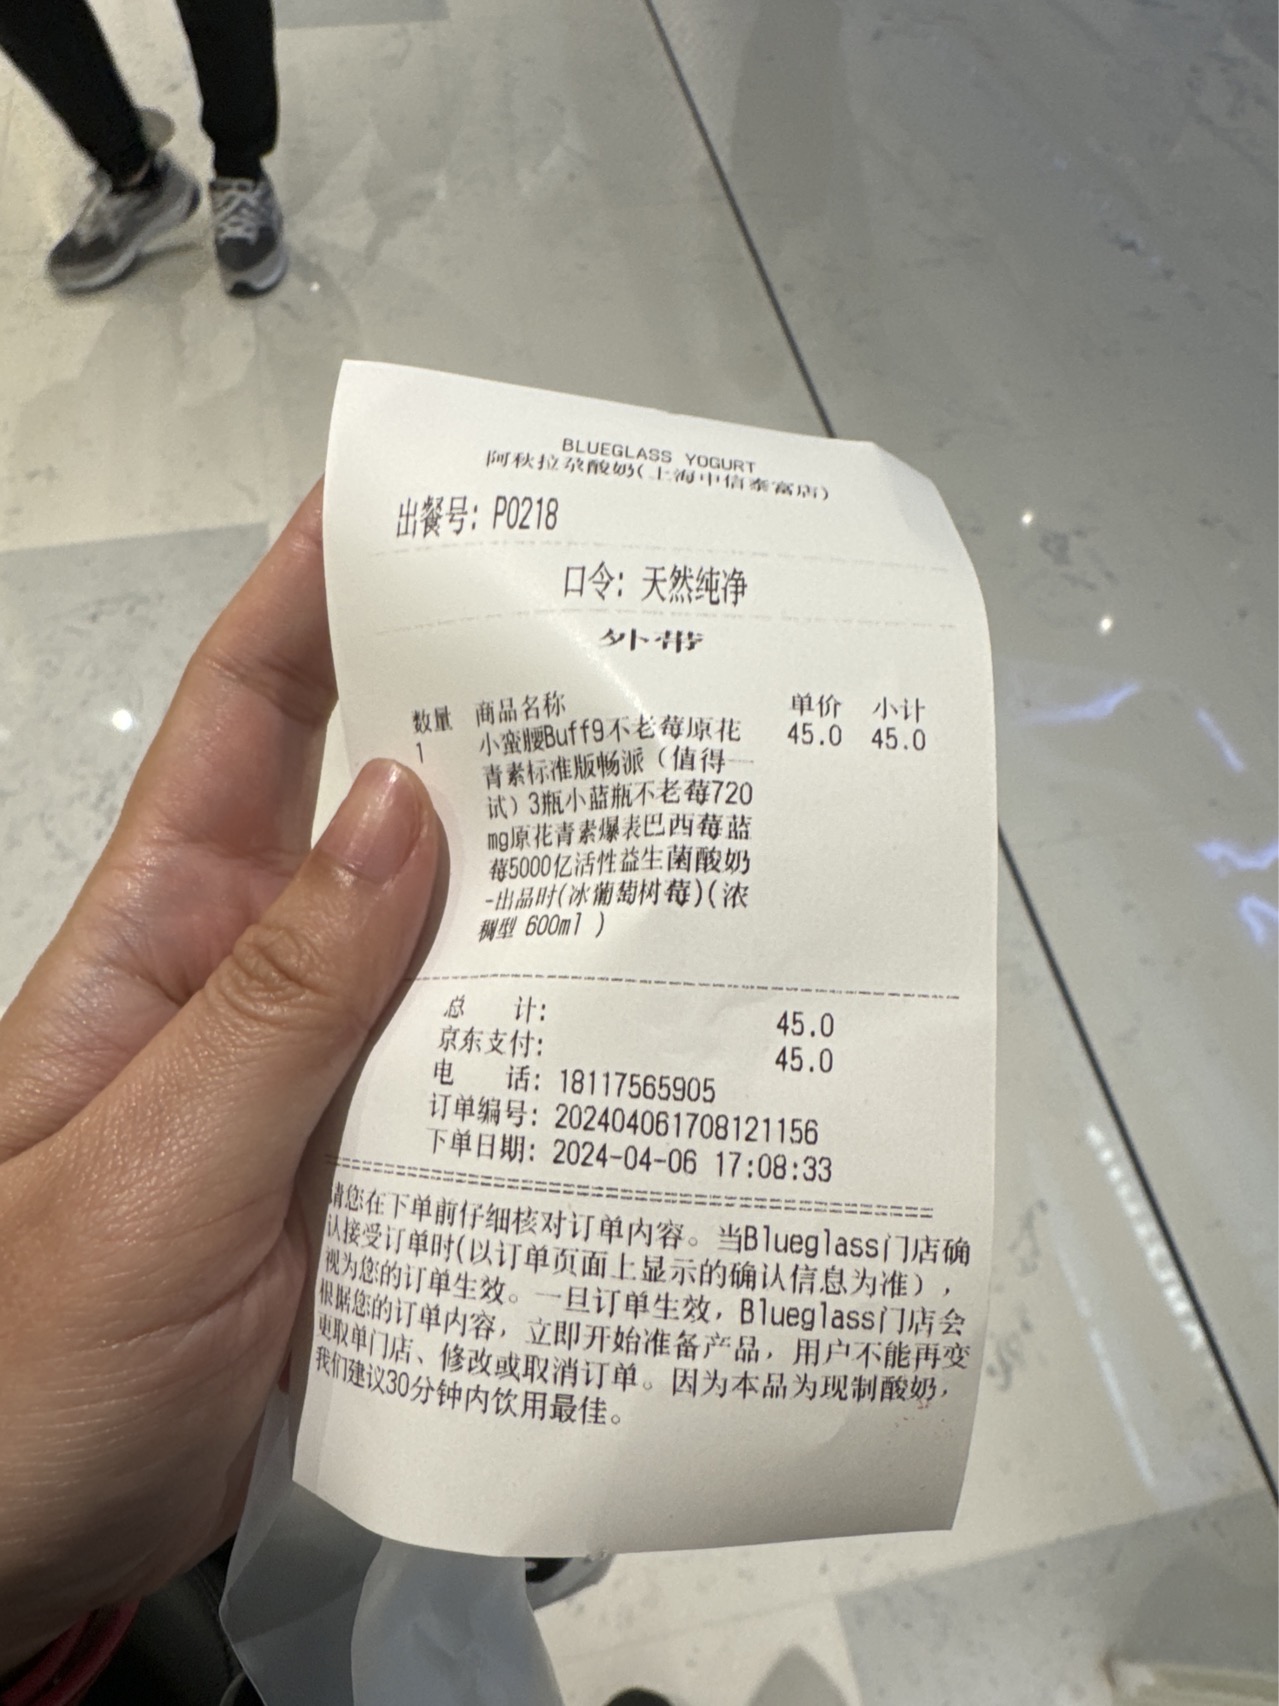 BLUEGLASS YOGURT
阿秋拉尕酸奶(上海中信泰富店)
出餐号: P0218
口令: 天然纯净
外带
数量 商品名称 单价 小计
1 小蛮腰Buff9不老莓原花 45.0 45.0
青素标准版畅派（值得一
试）3瓶小蓝瓶不老莓720
mg原花青素爆表巴西莓蓝
莓5000亿活性益生菌酸奶
-出品时(冰葡萄树莓)(浓
稠型 600ml )
总 计: 45.0
京东支付: 45.0
电 话: 18117565905
订单编号: 202404061708121156
下单日期: 2024-04-06 17:08:33
请您在下单前仔细核对订单内容。当Blueglass门店确
认接受订单时(以订单页面上显示的确认信息为准)，
视为您的订单生效。一旦订单生效，Blueglass门店会
根据您的订单内容，立即开始准备产品，用户不能再变
更取单门店、修改或取消订单。因为本品为现制酸奶，
我们建议30分钟内饮用最佳。